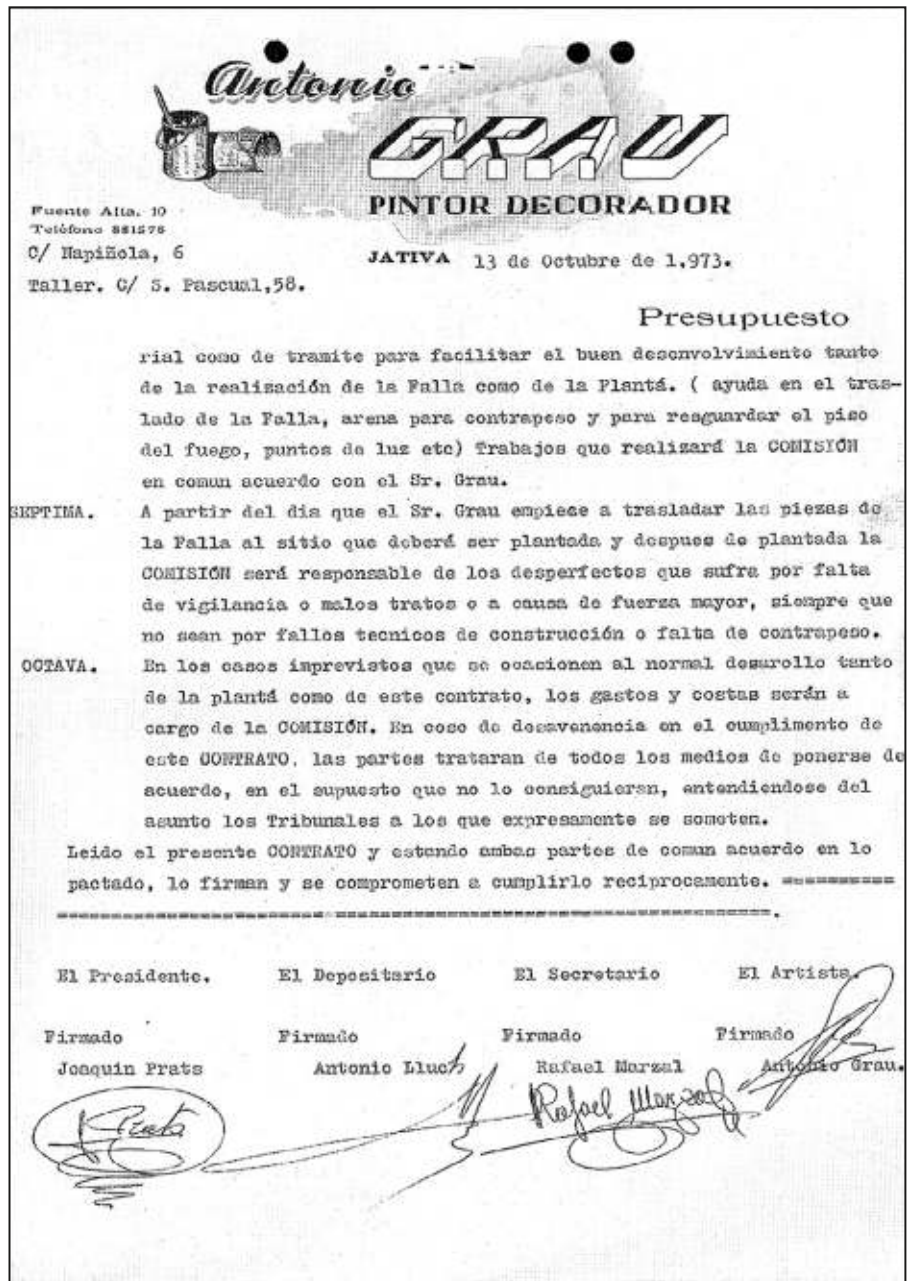 Antonio
GRAU
PINTOR DECORADOR
Fuente Alta, 10
Teléfono 881576
C/ Hapiñola, 6
Taller. C/ S. Pascual,58.
JATIVA 13 de Octubre de 1,973.
Presupuesto
rial como de tramite para facilitar el buen desenvolvimiento tanto
de la realisación de la Falla como de la Plantá. ( ayuda en el tras-
lado de la Falla, arena para contrapeso y para resguardar el piso
del fuego, puntos de luz etc) Trabajos que realizará la COMISIÓN
en comun acuerdo con el Sr. Grau.
SEPTIMA. A partir del dia que el Sr. Grau empiece a trasladar las piezas de
la Falla al sitio que deberá ser plantada y despues de plantada la
COMISIÓN será responsable de los desperfectos que sufra por falta
de vigilancia o malos tratos o a causa de fuerza mayor, siempre que
no sean por fallos tecnicos de construcción o falta de contrapeso.
OCTAVA. En los casos imprevistos que se ocasionen al normal desarollo tanto
de la plantá como de este contrato, los gastos y costas serán a
cargo de la COMISIÓN. En caso de desavenencia en el cumplimento de
este CONTRATO, las partes trataran de todos los medios de ponerse de
acuerdo, en el supuesto que no lo consiguieran, entendiendose del
asunto los Tribunales a los que expresamente se someten.
Leido el presente CONTRATO y estando ambas partes de comun acuerdo en lo
pactado, lo firman y se comprometen a cumplirlo reciprocamente. ==========
=================================================================.
El Presidente. El Depositario El Secretario El Artista.
Firmado Firmado Firmado Firmado
Joaquin Prats Antonio Lluch Rafael Marzal Antonio Grau.
J Prats Rafael Marzal